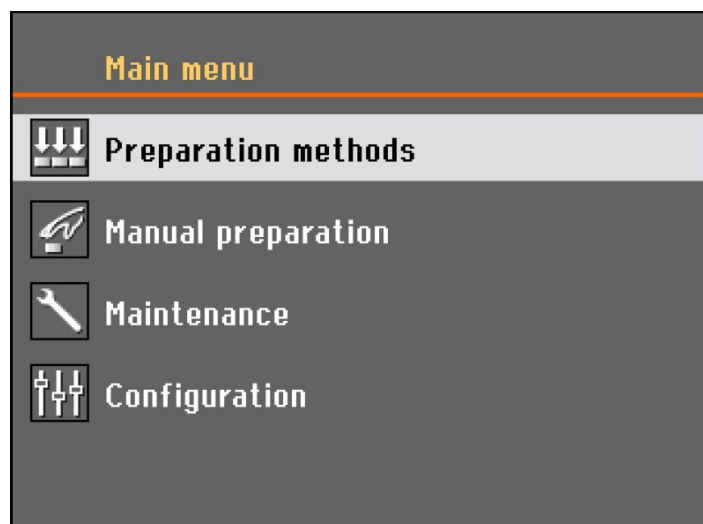 Main menu
Preparation methods
Manual preparation
Maintenance
Configuration